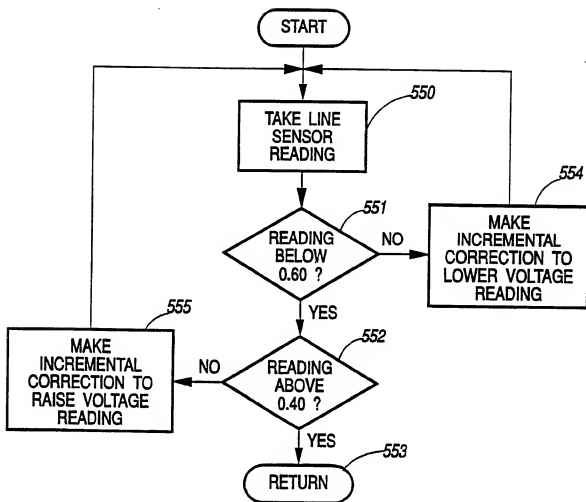 START
550
TAKE LINE
SENSOR
READING
551
READING
BELOW
0.60 ?
NO
554
MAKE
INCREMENTAL
CORRECTION TO
LOWER VOLTAGE
READING
YES
552
READING
ABOVE
0.40 ?
NO
555
MAKE
INCREMENTAL
CORRECTION TO
RAISE VOLTAGE
READING
YES
553
RETURN